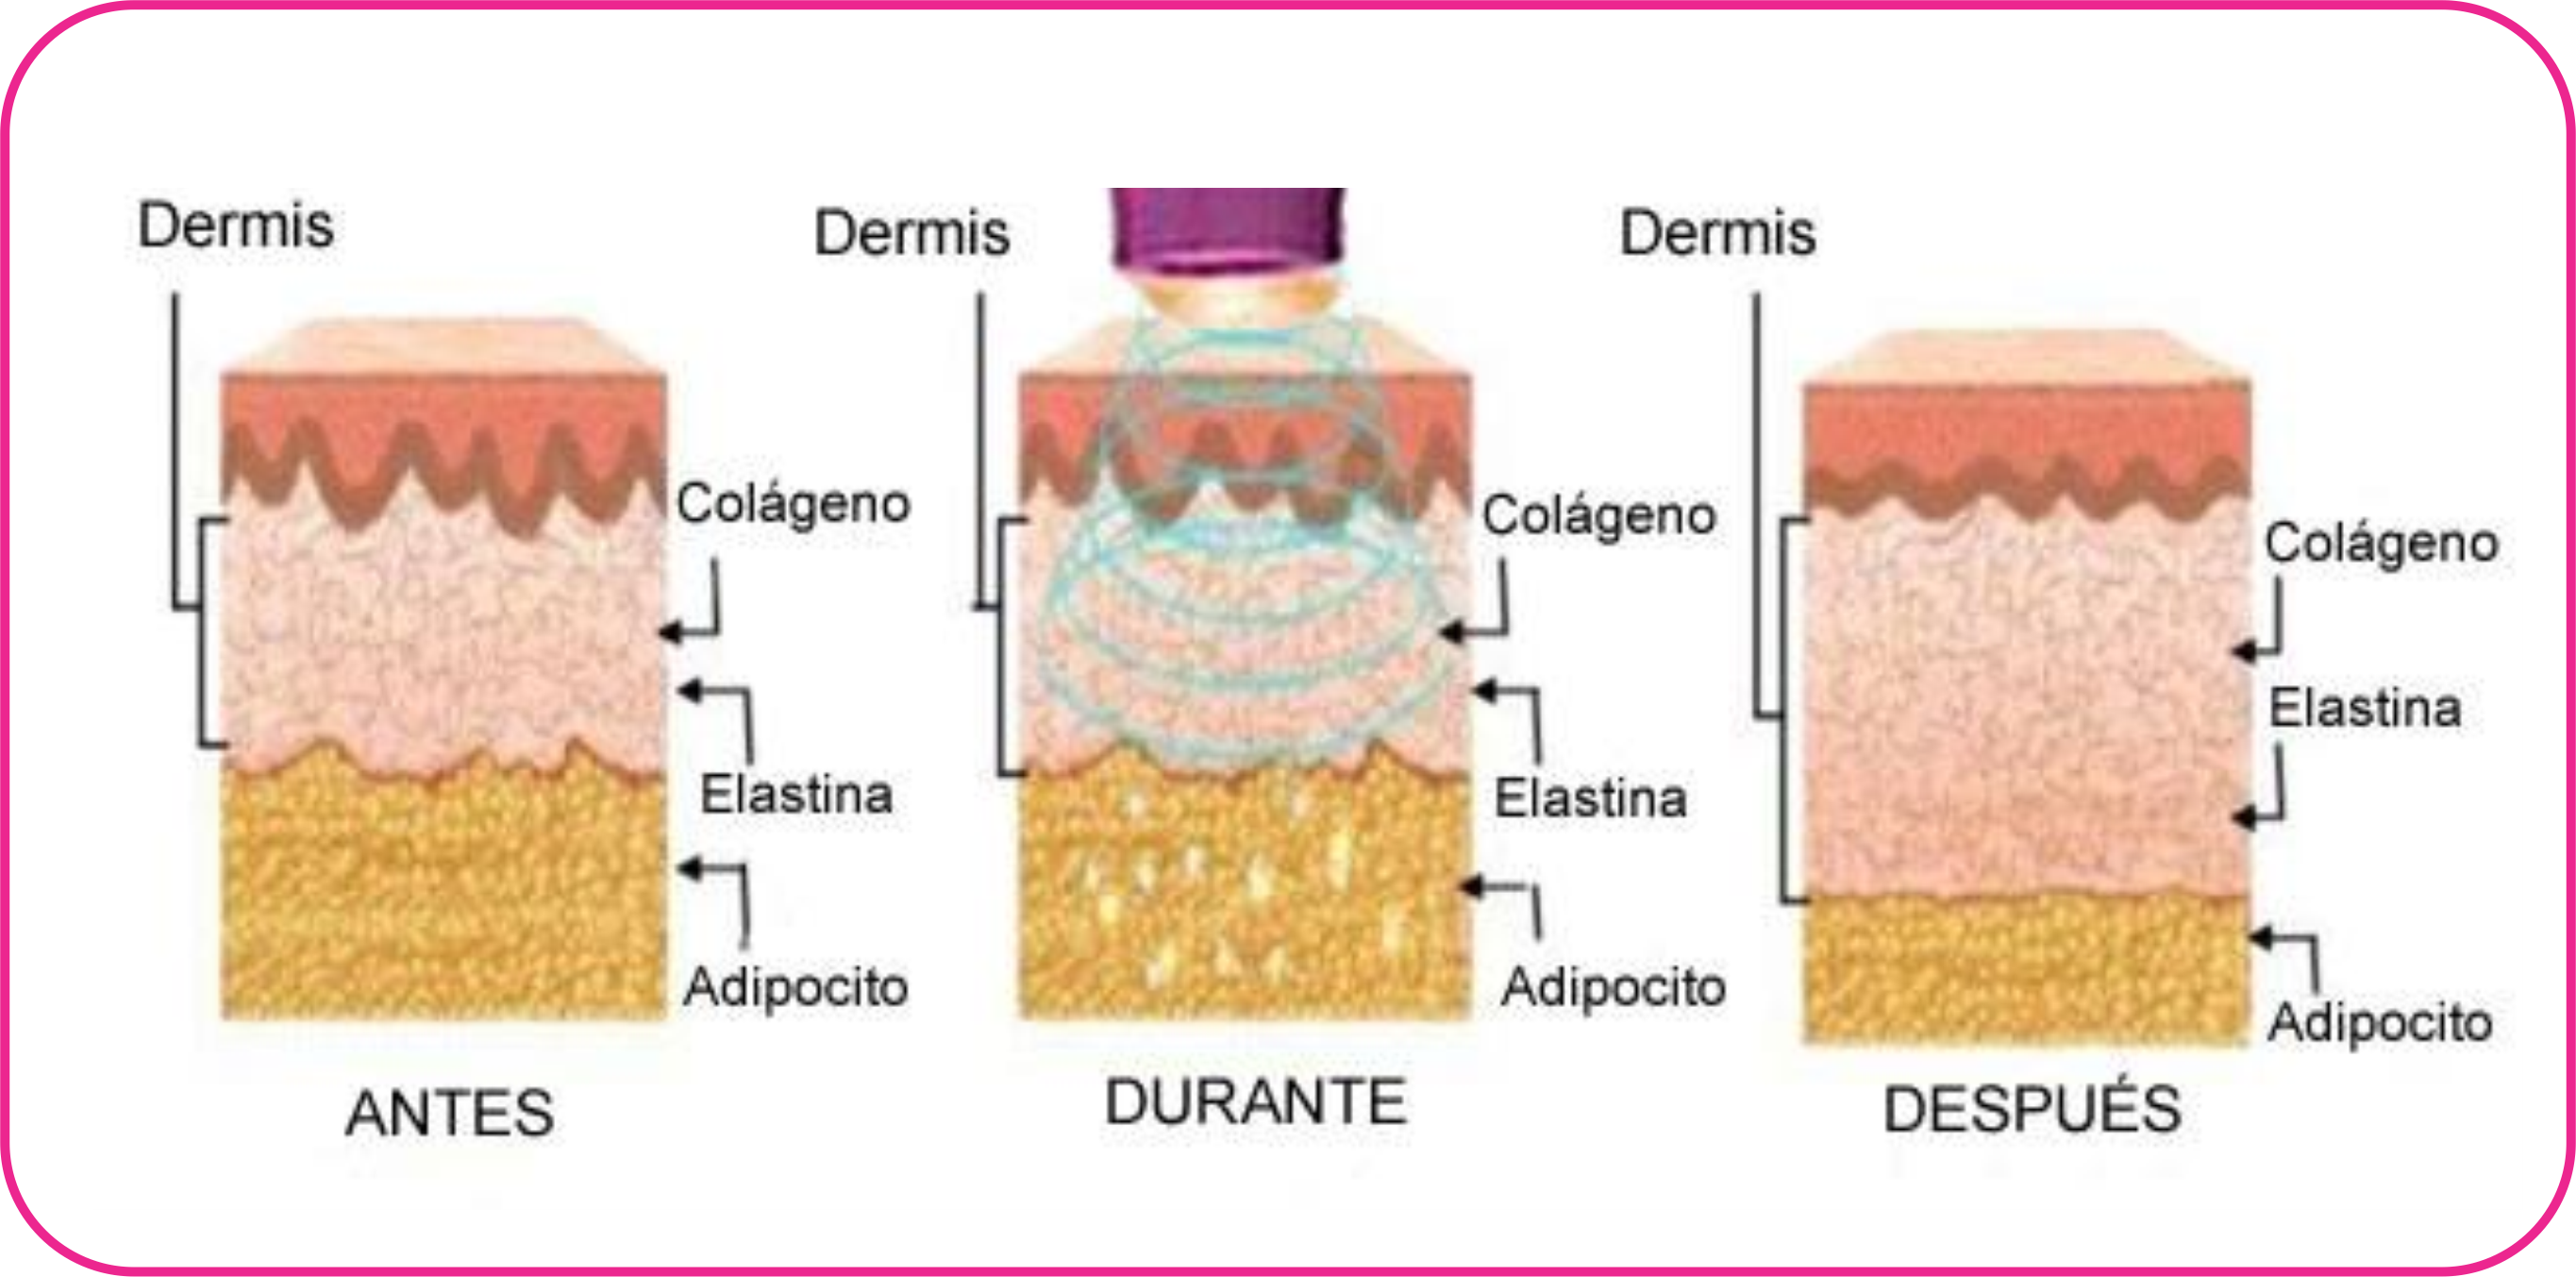 Dermis
Colágeno
Elastina
Adipocito
ANTES
Dermis
Colágeno
Elastina
Adipocito
DURANTE
Dermis
Colágeno
Elastina
Adipocito
DESPUÉS